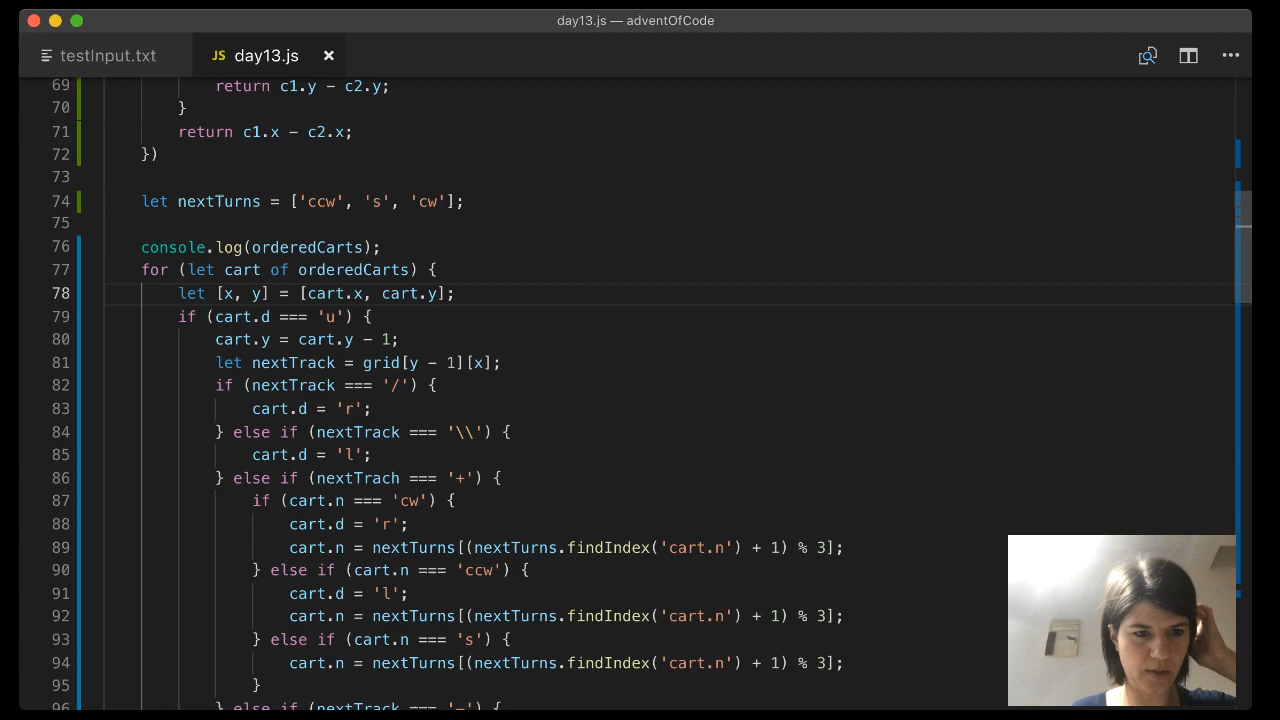 day13.js — adventOfCode
testInput.txt
JS day13.js ×
69 return c1.y - c2.y;
70 }
71 return c1.x - c2.x;
72 })
73
74 let nextTurns = ['ccw', 's', 'cw'];
75
76 console.log(orderedCarts);
77 for (let cart of orderedCarts) {
78 let [x, y] = [cart.x, cart.y];
79 if (cart.d === 'u') {
80 cart.y = cart.y - 1;
81 let nextTrack = grid[y - 1][x];
82 if (nextTrack === '/') {
83 cart.d = 'r';
84 } else if (nextTrack === '\\') {
85 cart.d = 'l';
86 } else if (nextTrach === '+') {
87 if (cart.n === 'cw') {
88 cart.d = 'r';
89 cart.n = nextTurns[(nextTurns.findIndex('cart.n') + 1) % 3];
90 } else if (cart.n === 'ccw') {
91 cart.d = 'l';
92 cart.n = nextTurns[(nextTurns.findIndex('cart.n') + 1) % 3];
93 } else if (cart.n === 's') {
94 cart.n = nextTurns[(nextTurns.findIndex('cart.n') + 1) % 3];
95 }
96 } else if (nextTrack === '-') {